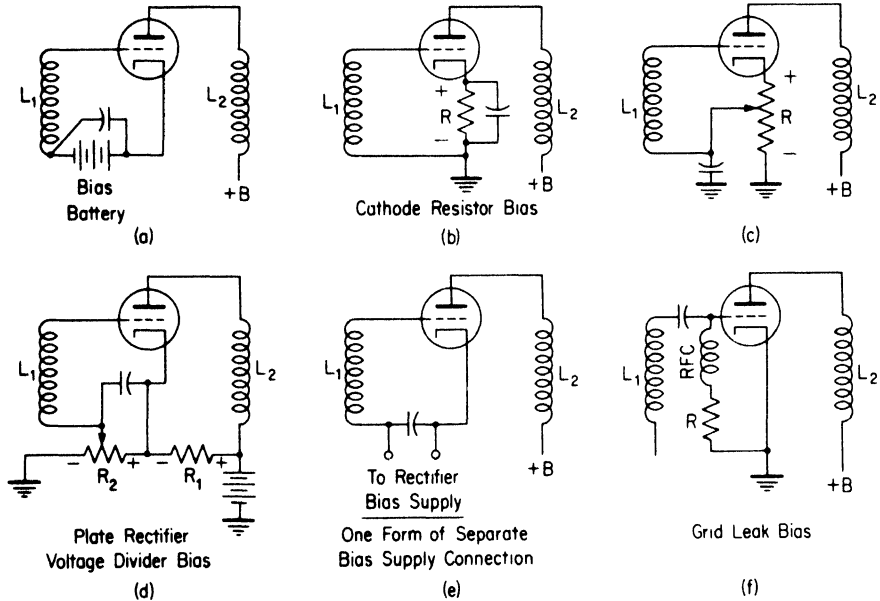 L₁
L₂
Bias
Battery
+B
(a)
L₁
+
R
–
L₂
+B
Cathode Resistor Bias
(b)
L₁
+
R
–
L₂
+B
(c)
L₁
L₂
– + – +
R₂ R₁
Plate Rectifier
Voltage Divider Bias
(d)
L₁
L₂
+B
To Rectifier
Bias Supply
One Form of Separate
Bias Supply Connection
(e)
L₁
RFC
R
L₂
+B
Grid Leak Bias
(f)